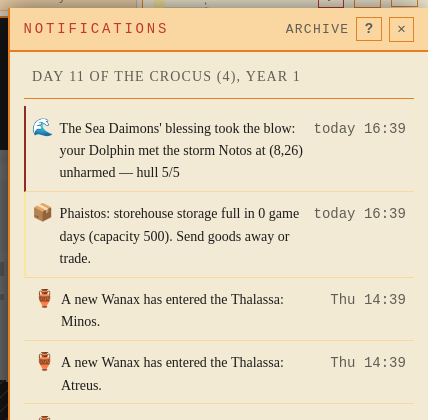 NOTIFICATIONS ARCHIVE ? ×
DAY 11 OF THE CROCUS (4), YEAR 1
The Sea Daimons' blessing took the blow: today 16:39
your Dolphin met the storm Notos at (8,26)
unharmed — hull 5/5
Phaistos: storehouse storage full in 0 game today 16:39
days (capacity 500). Send goods away or
trade.
A new Wanax has entered the Thalassa: Thu 14:39
Minos.
A new Wanax has entered the Thalassa: Thu 14:39
Atreus.